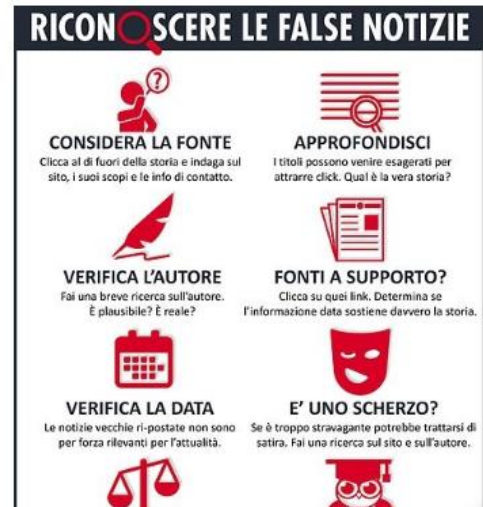 RICONOSCERE LE FALSE NOTIZIE
CONSIDERA LA FONTE
Clicca al di fuori della storia e indaga sul
sito, i suoi scopi e le info di contatto.
APPROFONDISCI
I titoli possono venire esagerati per
attrarre click. Qual è la vera storia?
VERIFICA L'AUTORE
Fai una breve ricerca sull'autore.
È plausibile? È reale?
FONTI A SUPPORTO?
Clicca su quei link. Determina se
l'informazione data sostiene davvero la storia.
VERIFICA LA DATA
Le notizie vecchie ri-postate non sono
per forza rilevanti per l'attualità.
E' UNO SCHERZO?
Se è troppo stravagante potrebbe trattarsi di
satira. Fai una ricerca sul sito e sull'autore.